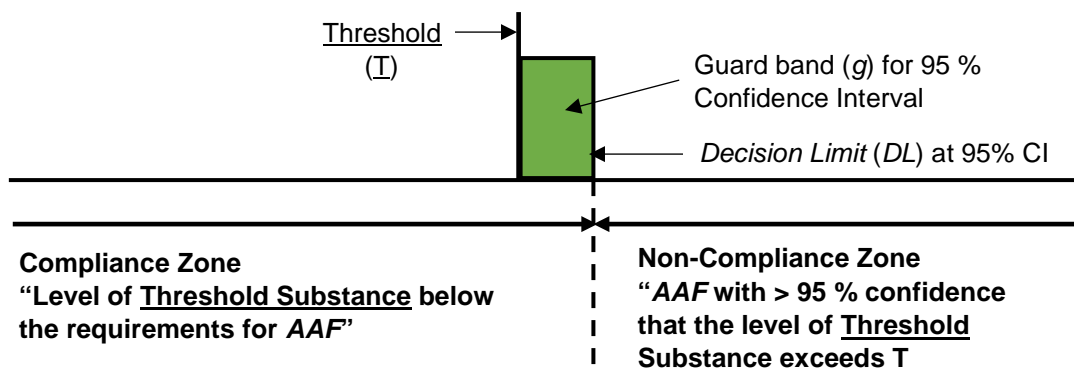 Threshold
(T)
Guard band (g) for 95 %
Confidence Interval
Decision Limit (DL) at 95% CI
Compliance Zone
“Level of Threshold Substance below
the requirements for AAF”
Non-Compliance Zone
“AAF with > 95 % confidence
that the level of Threshold
Substance exceeds T